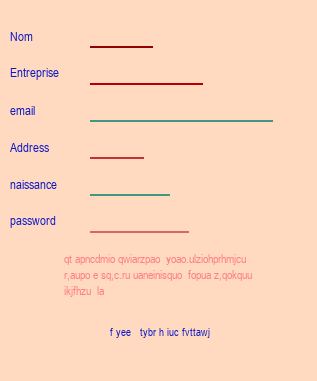 Nom
Entreprise
email
Address
naissance
password
qt apncdmio qwiarzpao yoao.ulziohprhmjcu
r,aupo e sq,c.ru uaneinisquo fopua z,qokquu
ikjfhzu la
f yee tybr h iuc fvttawj